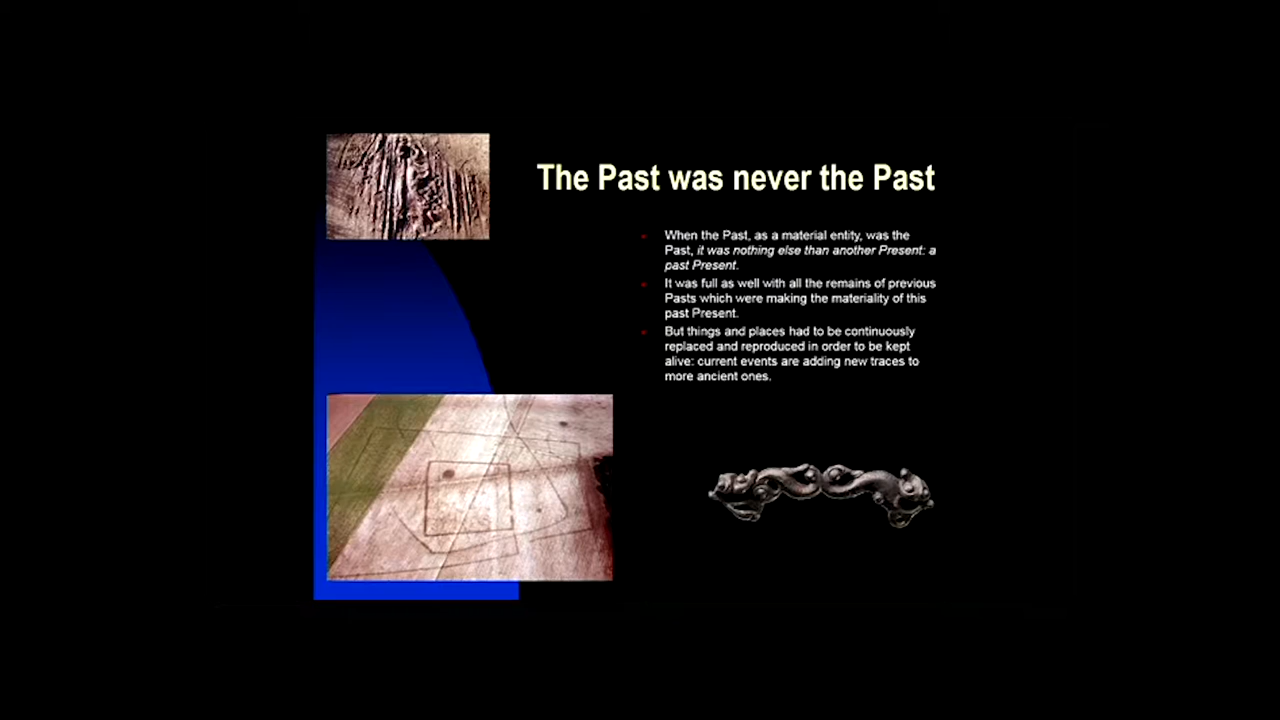 The Past was never the Past
When the Past, as a material entity, was the
Past, it was nothing else than another Present: a
past Present.
It was full as well with all the remains of previous
Pasts which were making the materiality of this
past Present.
But things and places had to be continuously
replaced and reproduced in order to be kept
alive: current events are adding new traces to
more ancient ones.